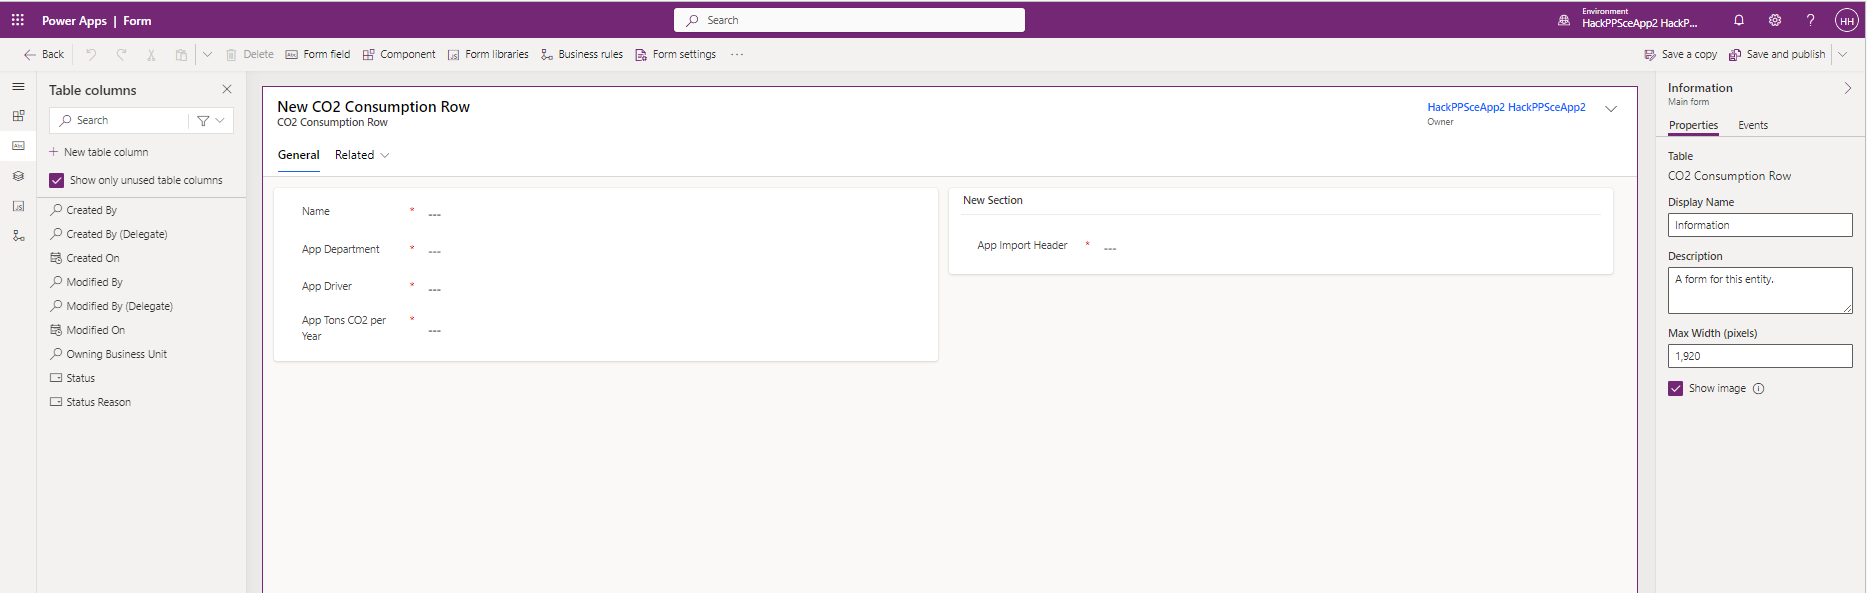 Power Apps | Form
Search
Environment
HackPPSceApp2 HackP...
HH
Back
Delete
Form field
Component
Form libraries
Business rules
Form settings
...
Save a copy
Save and publish
Table columns
Search
New table column
Show only unused table columns
Created By
Created By (Delegate)
Created On
Modified By
Modified By (Delegate)
Modified On
Owning Business Unit
Status
Status Reason
New CO2 Consumption Row
CO2 Consumption Row
HackPPSceApp2 HackPPSceApp2
Owner
General
Related
Name * ---
App Department * ---
App Driver * ---
App Tons CO2 per
Year * ---
New Section
App Import Header * ---
Information
Main form
Properties
Events
Table
CO2 Consumption Row
Display Name
Information
Description
A form for this entity.
Max Width (pixels)
1,920
Show image